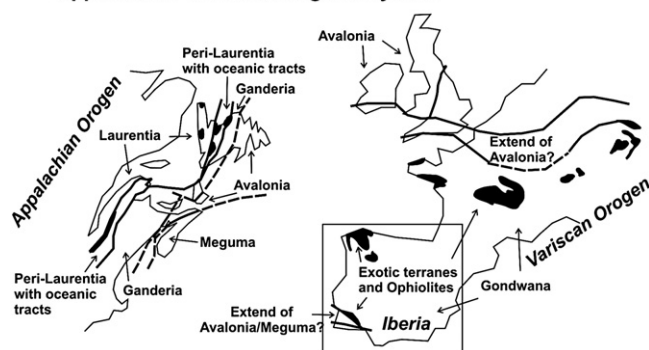 Avalonia
Peri-Laurentia
with oceanic tracts
Ganderia
Laurentia
Appalachian Orogen
Extend of
Avalonia?
Avalonia
Meguma
Variscan Orogen
Peri-Laurentia
with oceanic
tracts
Ganderia
Exotic terranes
and Ophiolites
Gondwana
Extend of
Avalonia/Meguma?
Iberia